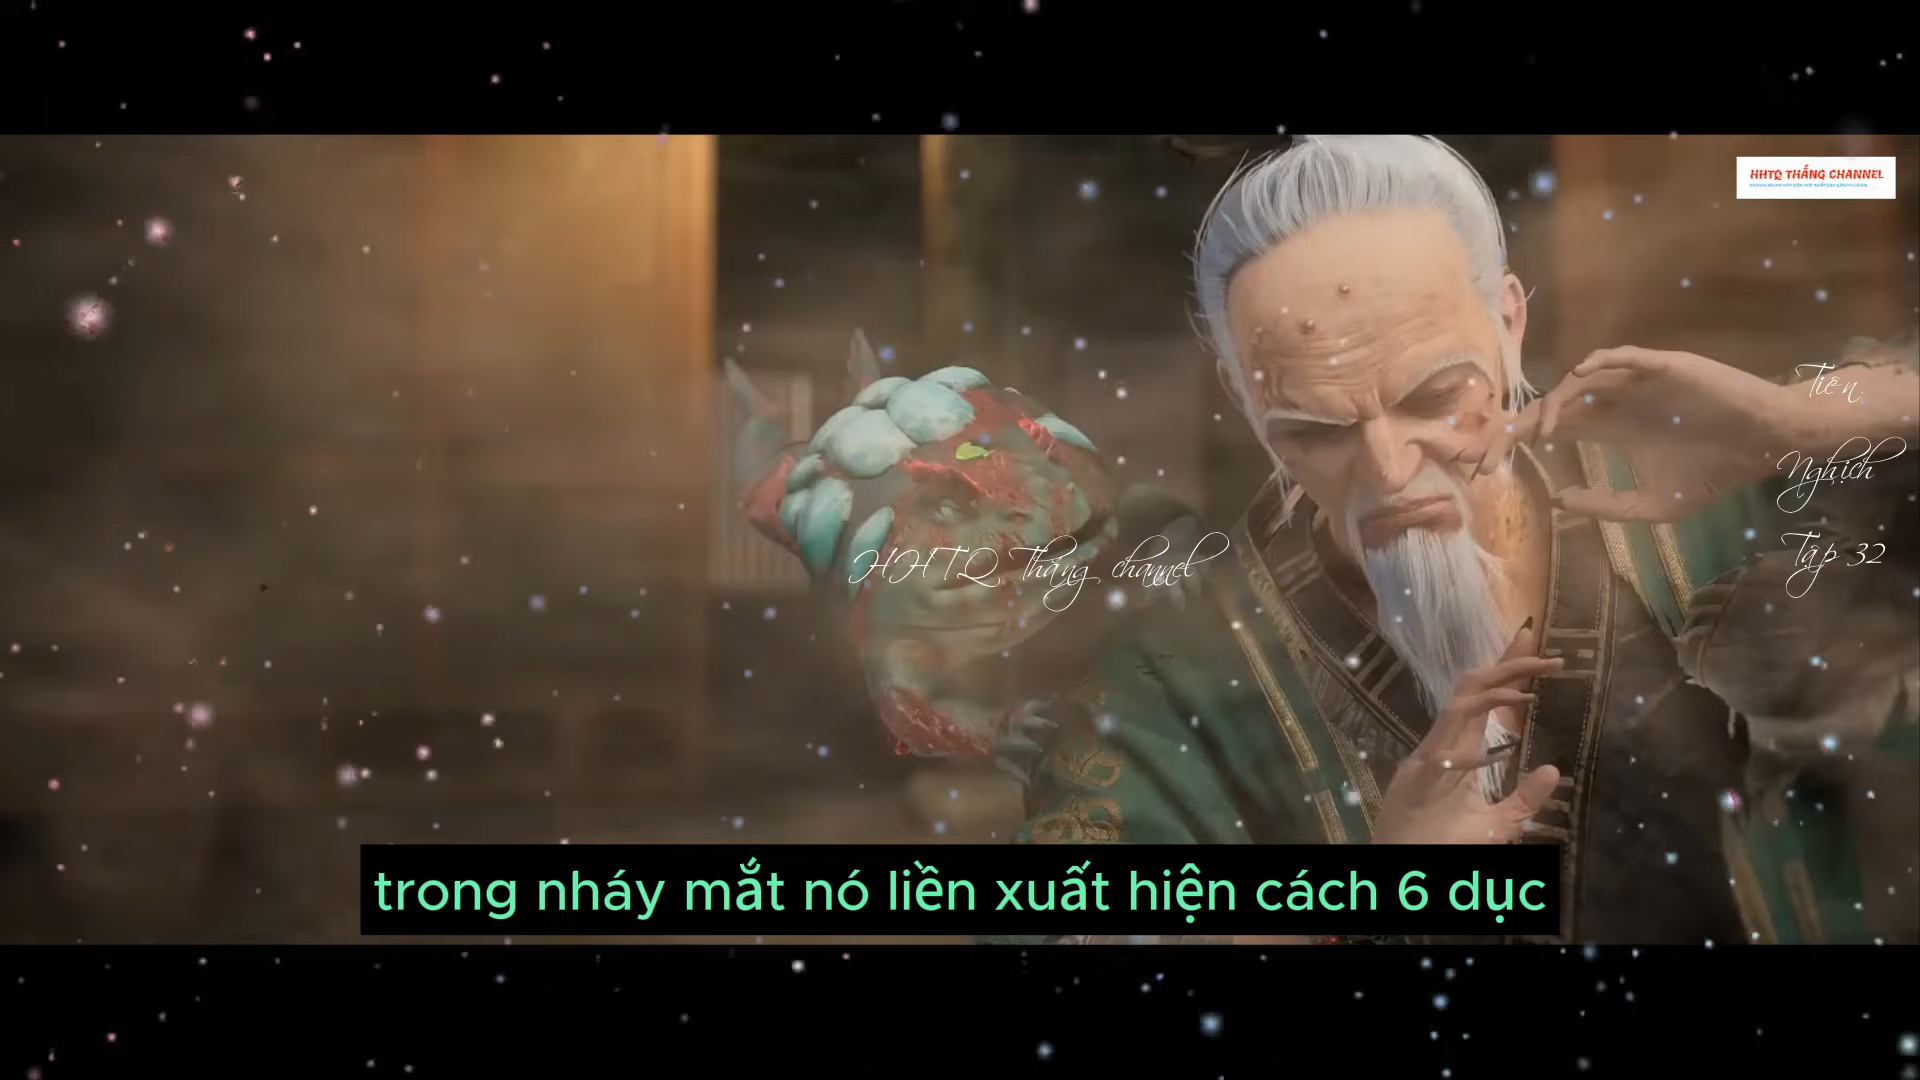 HHTQ THẮNG CHANNEL
Tiên
Nghịch
Tập 32
HHTQ Thắng channel
trong nháy mắt nó liền xuất hiện cách 6 dục